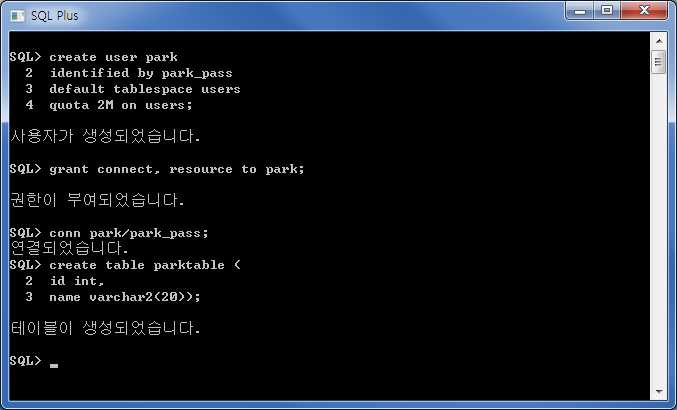 SQL Plus
SQL> create user park
2 identified by park_pass
3 default tablespace users
4 quota 2M on users;
사용자가 생성되었습니다.
SQL> grant connect, resource to park;
권한이 부여되었습니다.
SQL> conn park/park_pass;
연결되었습니다.
SQL> create table parktable (
2 id int,
3 name varchar2(20));
테이블이 생성되었습니다.
SQL>